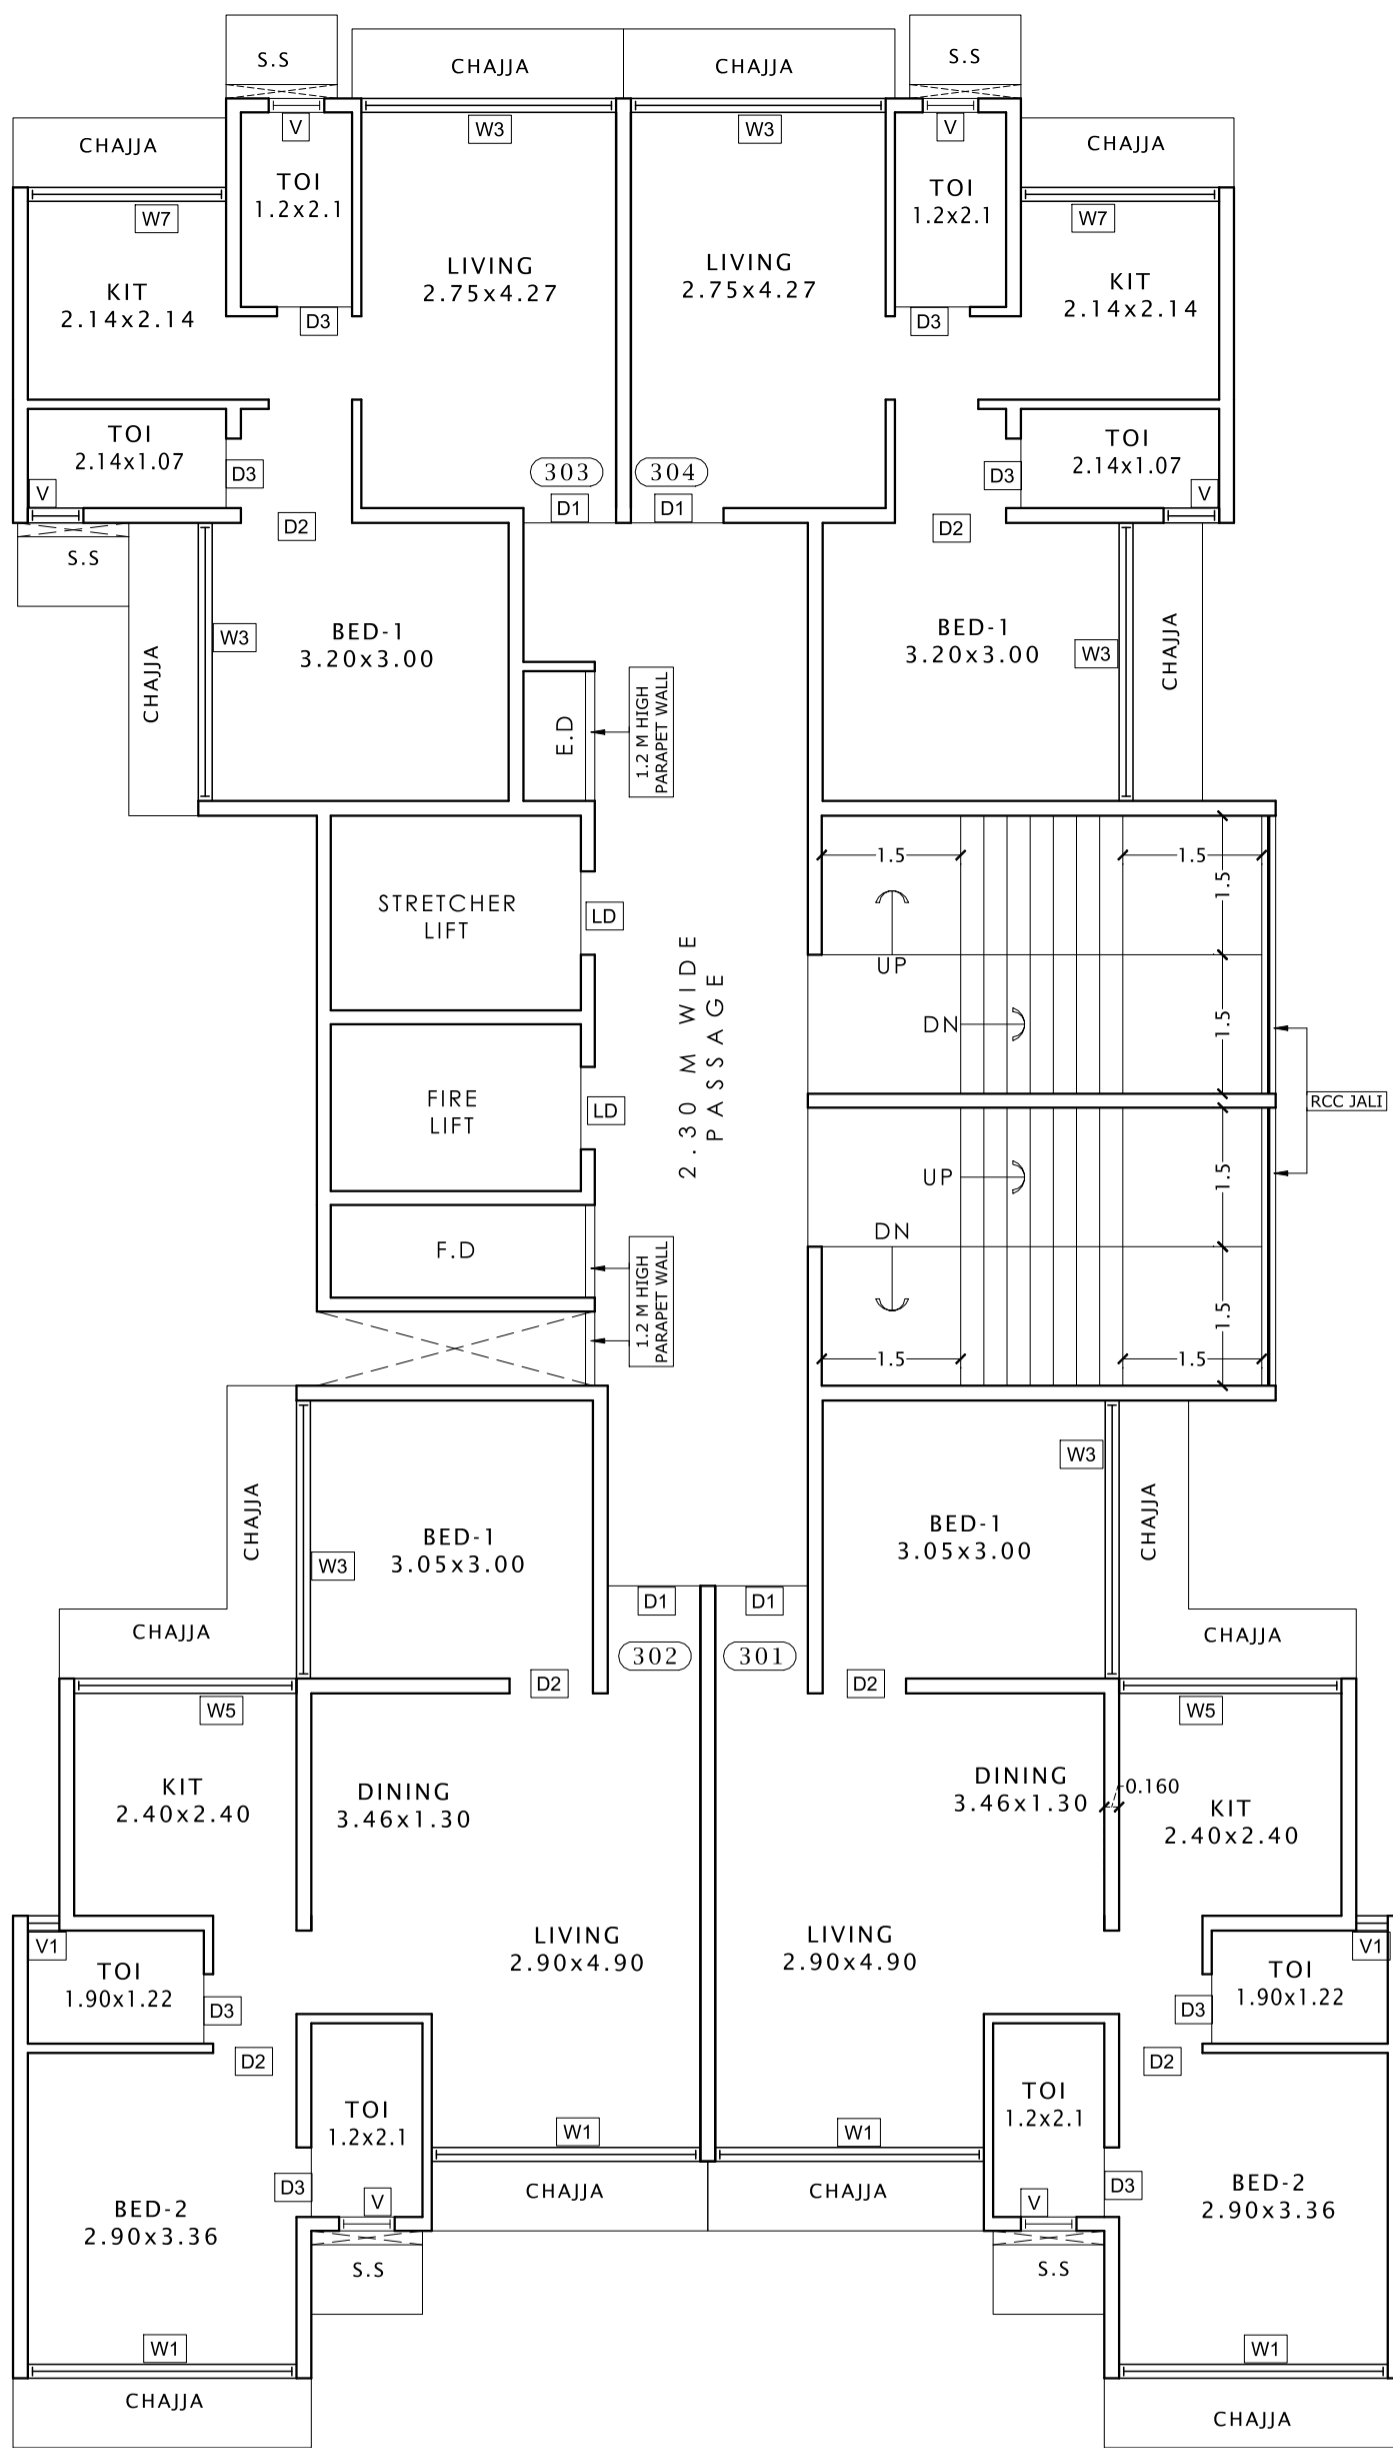 S.S
CHAJJA
CHAJJA
S.S
CHAJJA
V
W3
W3
V
CHAJJA
TOI
1.2x2.1
TOI
1.2x2.1
W7
W7
LIVING
2.75x4.27
LIVING
2.75x4.27
KIT
2.14x2.14
KIT
2.14x2.14
D3
D3
TOI
2.14x1.07
TOI
2.14x1.07
D3
303
304
D3
V
V
D1
D1
D2
D2
S.S
BED-1
3.20x3.00
BED-1
3.20x3.00
W3
W3
CHAJJA
CHAJJA
E.D
1.2 M HIGH
PARAPET WALL
1.5
1.5
1.5
STRETCHER
LIFT
LD
UP
2.30 M WIDE
PASSAGE
DN
1.5
FIRE
LIFT
LD
RCC JALI
UP
1.5
DN
F.D
1.2 M HIGH
PARAPET WALL
1.5
1.5
1.5
W3
CHAJJA
CHAJJA
BED-1
3.05x3.00
BED-1
3.05x3.00
W3
D1
D1
CHAJJA
CHAJJA
302
301
D2
D2
W5
W5
KIT
2.40x2.40
DINING
3.46x1.30
DINING
3.46x1.30
0.160
KIT
2.40x2.40
V1
V1
LIVING
2.90x4.90
LIVING
2.90x4.90
TOI
1.90x1.22
TOI
1.90x1.22
D3
D3
D2
D2
TOI
1.2x2.1
TOI
1.2x2.1
W1
W1
D3
D3
V
V
CHAJJA
CHAJJA
BED-2
2.90x3.36
BED-2
2.90x3.36
S.S
S.S
W1
W1
CHAJJA
CHAJJA